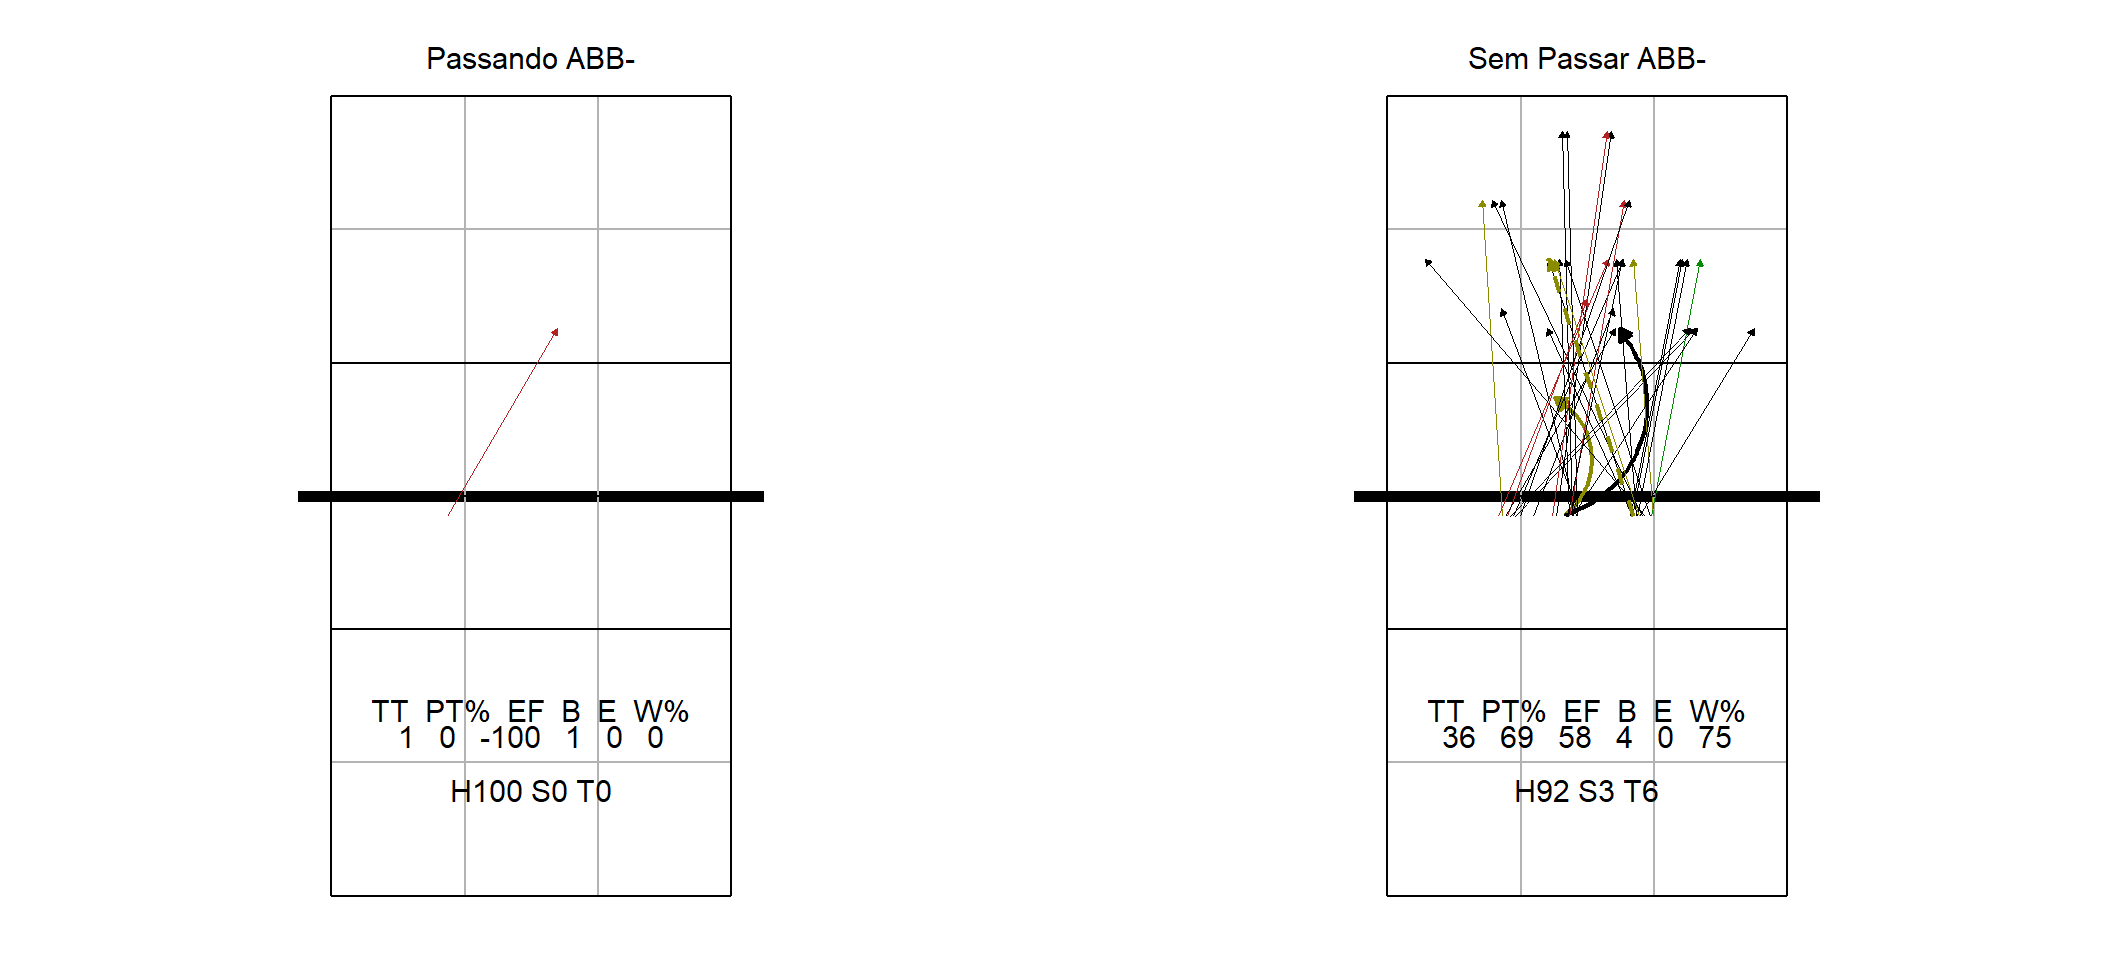 Passando ABB-
TT PT% EF B E W%
1 0 -100 1 0 0
H100 S0 T0
Sem Passar ABB-
TT PT% EF B E W%
36 69 58 4 0 75
H92 S3 T6